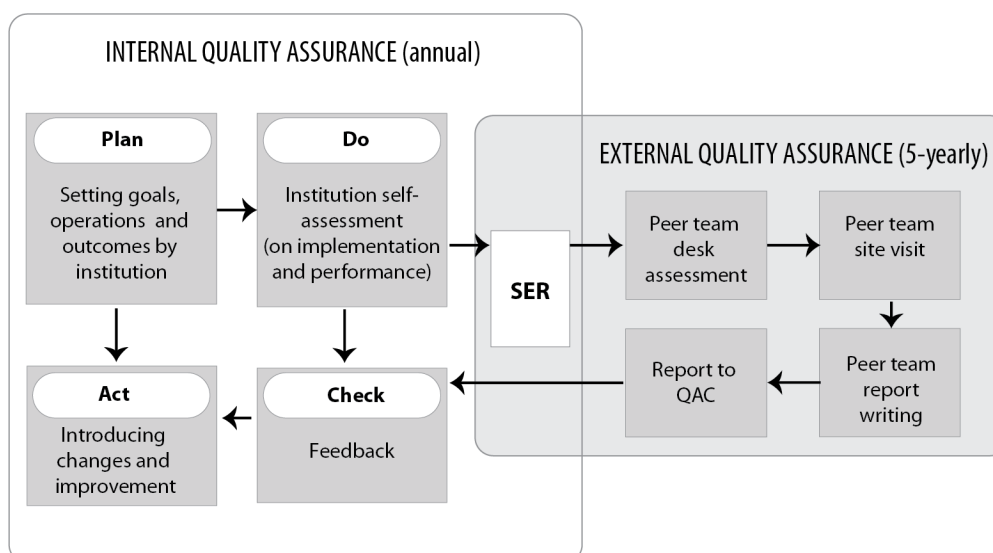 INTERNAL QUALITY ASSURANCE (annual)
Plan
Setting goals,
operations and
outcomes by
institution
Do
Institution self-
assessment
(on implementation
and performance)
Act
Introducing
changes and
improvement
Check
Feedback
SER
EXTERNAL QUALITY ASSURANCE (5-yearly)
Peer team
desk
assessment
Peer team
site visit
Report to
QAC
Peer team
report
writing